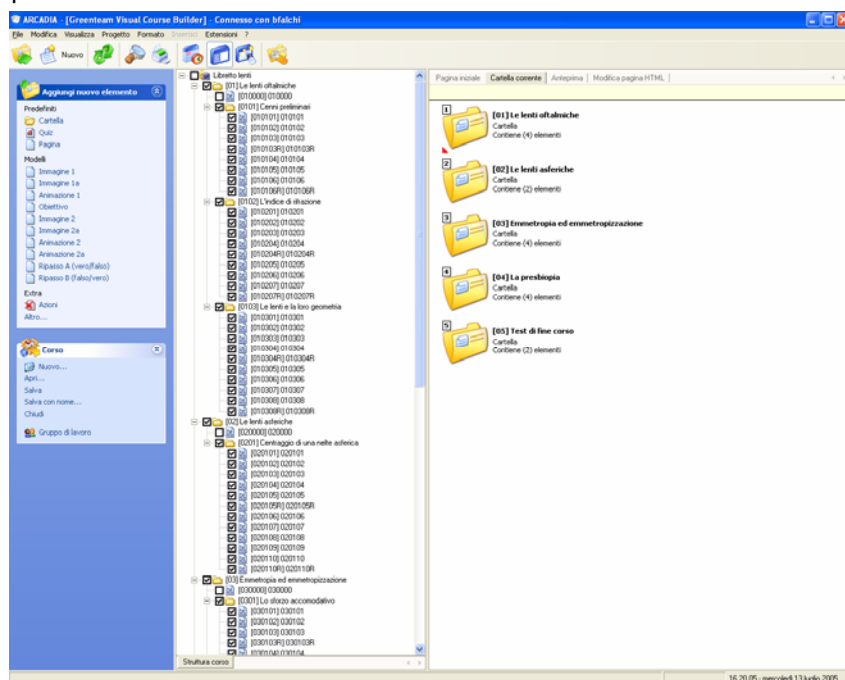 ARCADIA - [Greenteam Visual Course Builder] - Connesso con bfalchi
File Modifica Visualizza Progetto Formato Inserisci Estensioni ?
Nuovo
Aggiungi nuovo elemento
Predefiniti
Cartella
Quiz
Pagina
Modelli
Immagine 1
Immagine 1a
Animazione 1
Obiettivo
Immagine 2
Immagine 2a
Animazione 2
Animazione 2a
Ripasso A (vero/falso)
Ripasso B (falso/vero)
Extra
Azioni
Altro...
Corso
Nuovo...
Apri...
Salva
Salva con nome...
Chiudi
Gruppo di lavoro
Libretto lenti
[01] Le lenti oftalmiche
[010000] 010000
[0101] Cenni preliminari
[010101] 010101
[010102] 010102
[010103] 010103
[010103R] 010103R
[010104] 010104
[010105] 010105
[010106] 010106
[010106R] 010106R
[0102] L'indice di rifrazione
[010201] 010201
[010202] 010202
[010203] 010203
[010204] 010204
[010204R] 010204R
[010205] 010205
[010206] 010206
[010207] 010207
[010207R] 010207R
[0103] Le lenti e la loro geometria
[010301] 010301
[010302] 010302
[010303] 010303
[010304] 010304
[010304R] 010304R
[010305] 010305
[010306] 010306
[010307] 010307
[010308] 010308
[010308R] 010308R
[02] Le lenti asferiche
[020000] 020000
[0201] Centraggio di una nelte asferica
[020101] 020101
[020102] 020102
[020103] 020103
[020104] 020104
[020105] 020105
[020105R] 020105R
[020106] 020106
[020107] 020107
[020108] 020108
[020109] 020109
[020110] 020110
[020110R] 020110R
[03] Emmetropia ed emmetropizzazione
[030000] 030000
[0301] Lo sforzo accomodativo
[030101] 030101
[030102] 030102
[030103] 030103
[030103R] 030103R
[030104] 030104
Struttura corso
Pagina iniziale Cartella corrente Anteprima Modifica pagina HTML
1
[01] Le lenti oftalmiche
Cartella
Contiene (4) elementi
2
[02] Le lenti asferiche
Cartella
Contiene (2) elementi
3
[03] Emmetropia ed emmetropizzazione
Cartella
Contiene (4) elementi
4
[04] La presbiopia
Cartella
Contiene (4) elementi
5
[05] Test di fine corso
Cartella
Contiene (2) elementi
16.20.05 - mercoledì 13 luglio 2005